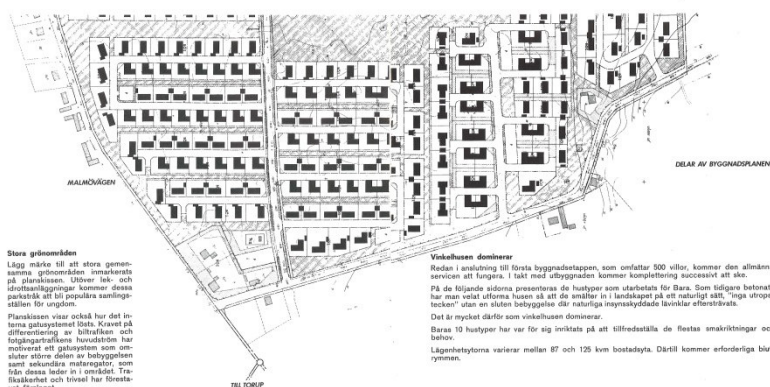 MALMÖVÄGEN
DELAR AV BYGGNADSPLANEN
TILL TORUP
Stora grönområden
Lägg märke till att stora gemen-
samma grönområden inmarkerats
på planskissen. Utöver lek- och
idrottsanläggningar kommer dessa
parkstråk att bli populära samlings-
ställen för ungdom.
Planskissen visar också hur det in-
terna gatusystemet lösts. Kravet på
differentiering av biltrafiken och
fotgängartrafikens huvudström har
motiverat ett gatusystem som om-
sluter större delen av bebyggelsen
samt sekundära mataregator, som
från dessa leder in i området. Tra-
fiksäkerhet och trivsel har föresta-
Vinkelhusen dominerar
Redan i anslutning till första byggnadsetappen, som omfattar 500 villor, kommer den allmänna
servicen att fungera. I takt med utbyggnaden kommer komplettering successivt att ske.
På de följande sidorna presenteras de hustyper som utarbetats för Bara. Som tidigare betonat
har man velat utforma husen så att de smälter in i landskapet på ett naturligt sätt, "inga utrope
tecken" utan en sluten bebyggelse där naturliga insynsskyddade lävinklar eftersträvats.
Det är mycket därför som vinkelhusen dominerar.
Baras 10 hustyper har var för sig inriktats på att tillfredställa de flestas smakriktningar oc
behov.
Lägenhetsytorna varierar mellan 87 och 125 kvm bostadsyta. Därtill kommer erforderliga biu
rymmen.